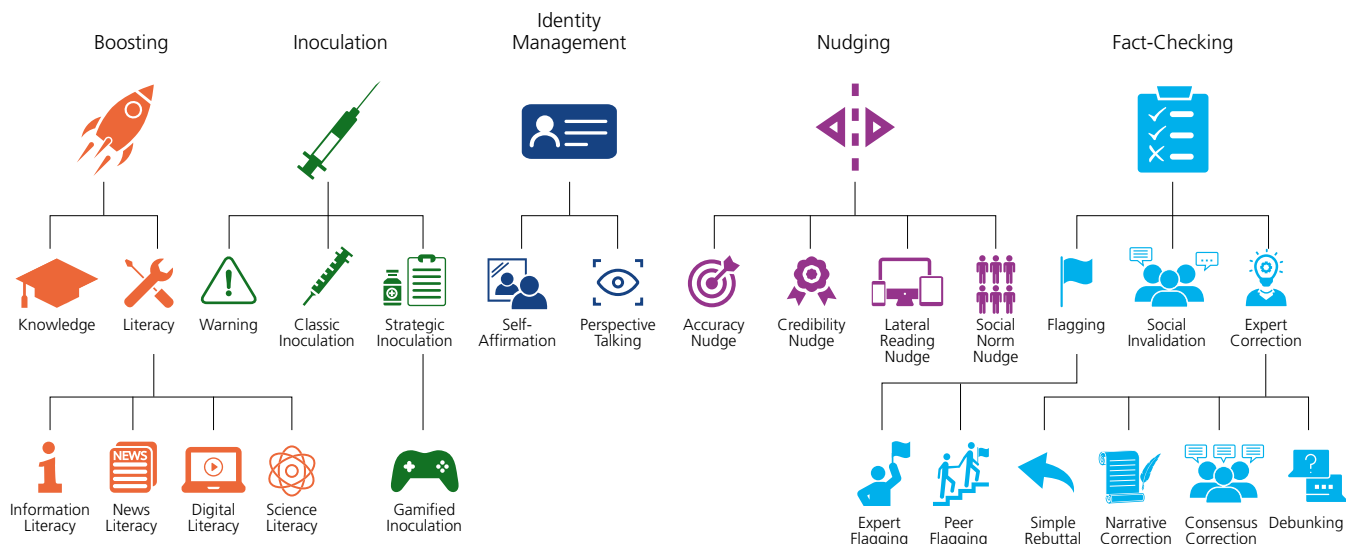 Boosting
Inoculation
Identity
Management
Nudging
Fact-Checking
Knowledge
Literacy
Warning
Classic
Inoculation
Strategic
Inoculation
Self-
Affirmation
Perspective
Talking
Accuracy
Nudge
Credibility
Nudge
Lateral
Reading
Nudge
Social
Norm
Nudge
Flagging
Social
Invalidation
Expert
Correction
NEWS
?
Information
Literacy
News
Literacy
Digital
Literacy
Science
Literacy
Gamified
Inoculation
Expert
Flagging
Peer
Flagging
Simple
Rebuttal
Narrative
Correction
Consensus
Correction
Debunking